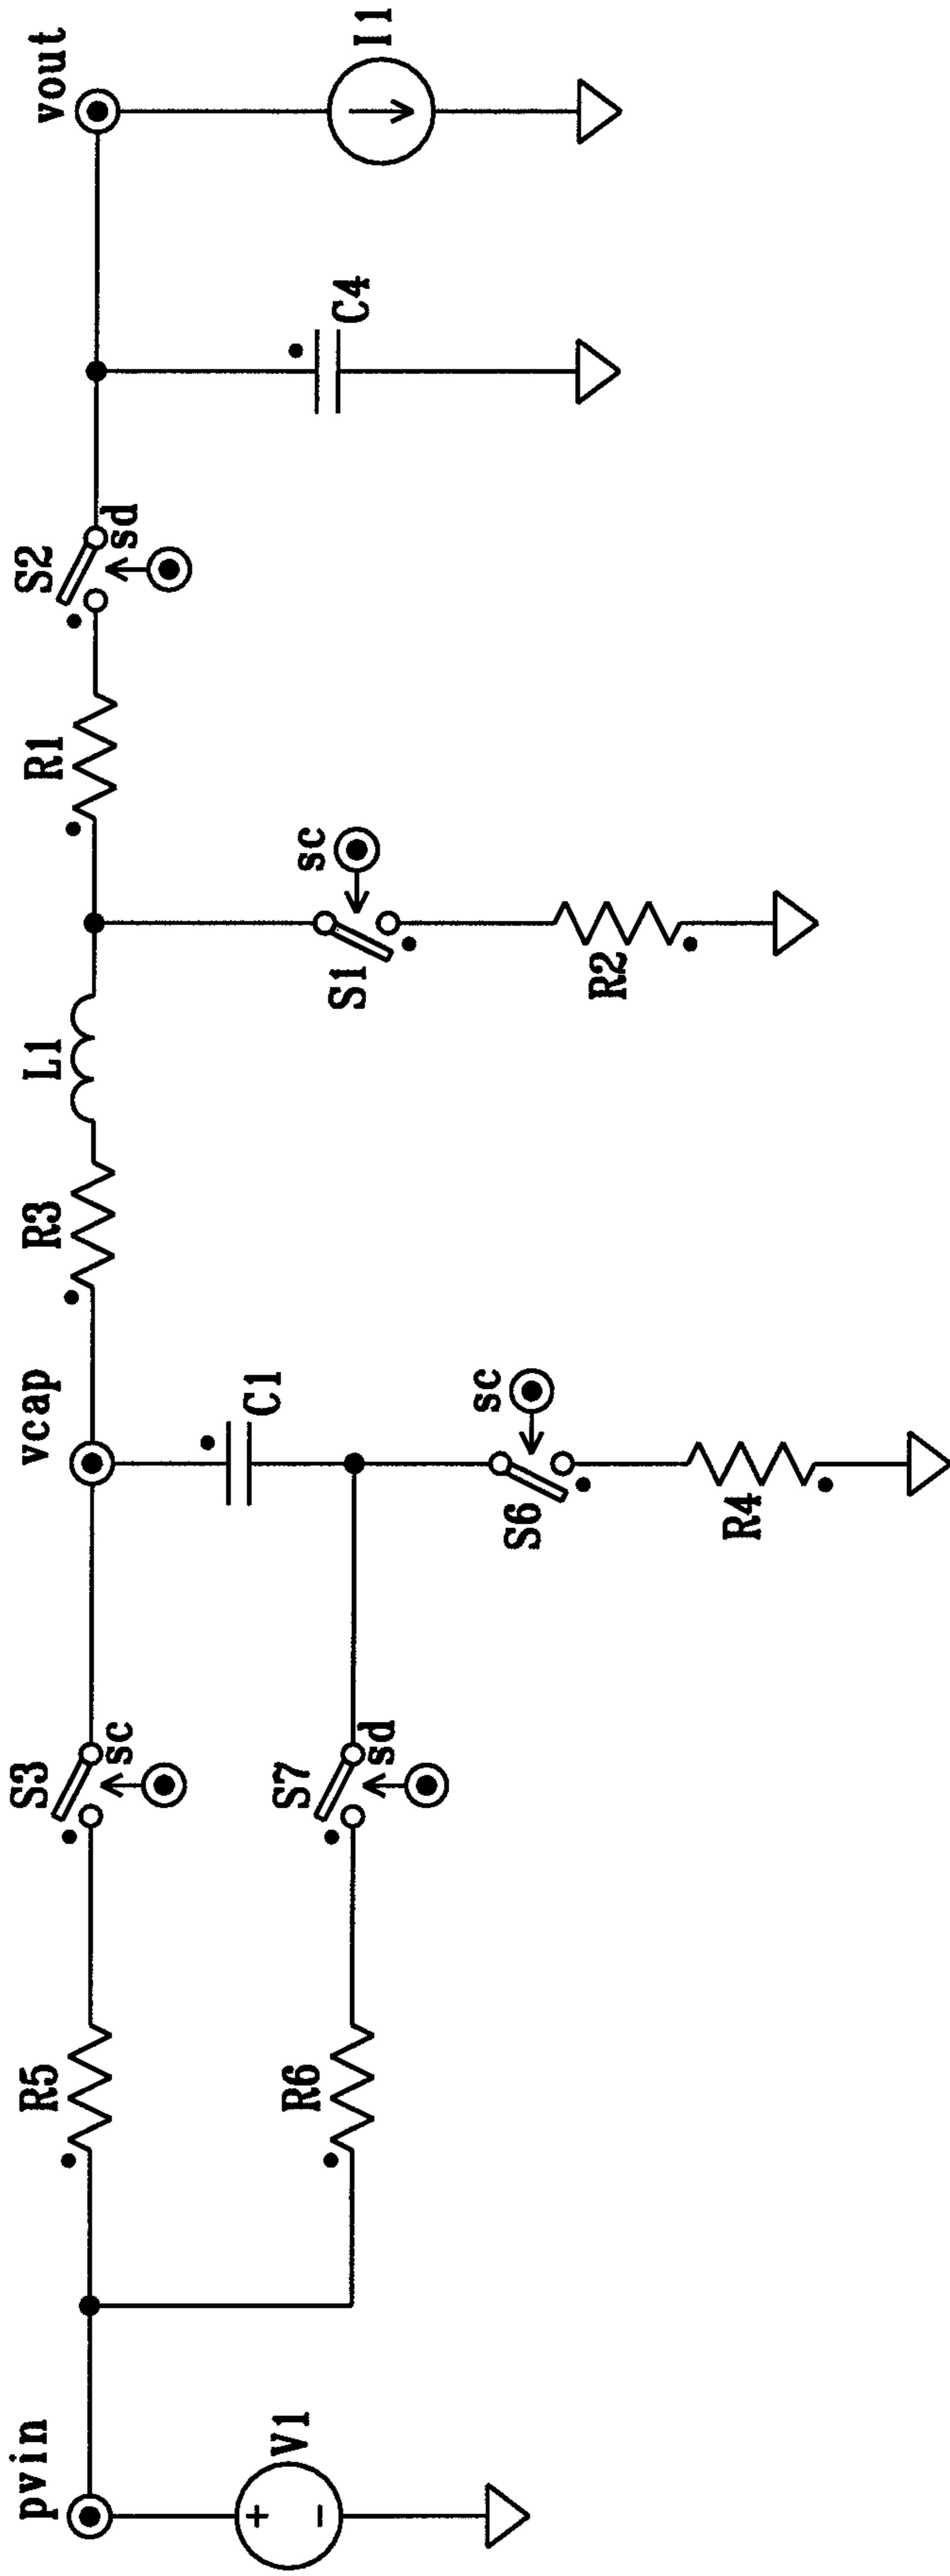 pvin
V1
+
-
R5
S3
sc
R6
S7
sd
vcap
C1
S6
sc
R4
R3
L1
S1
sc
R2
R1
S2
sd
C4
vout
I1